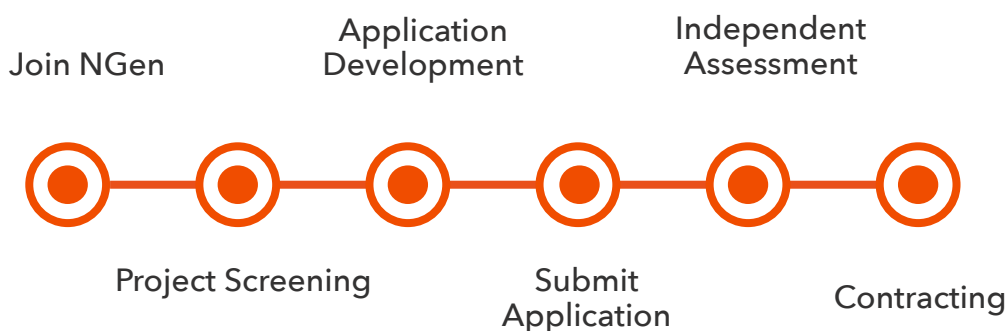 Join NGen
Project Screening
Application
Development
Submit
Application
Independent
Assessment
Contracting